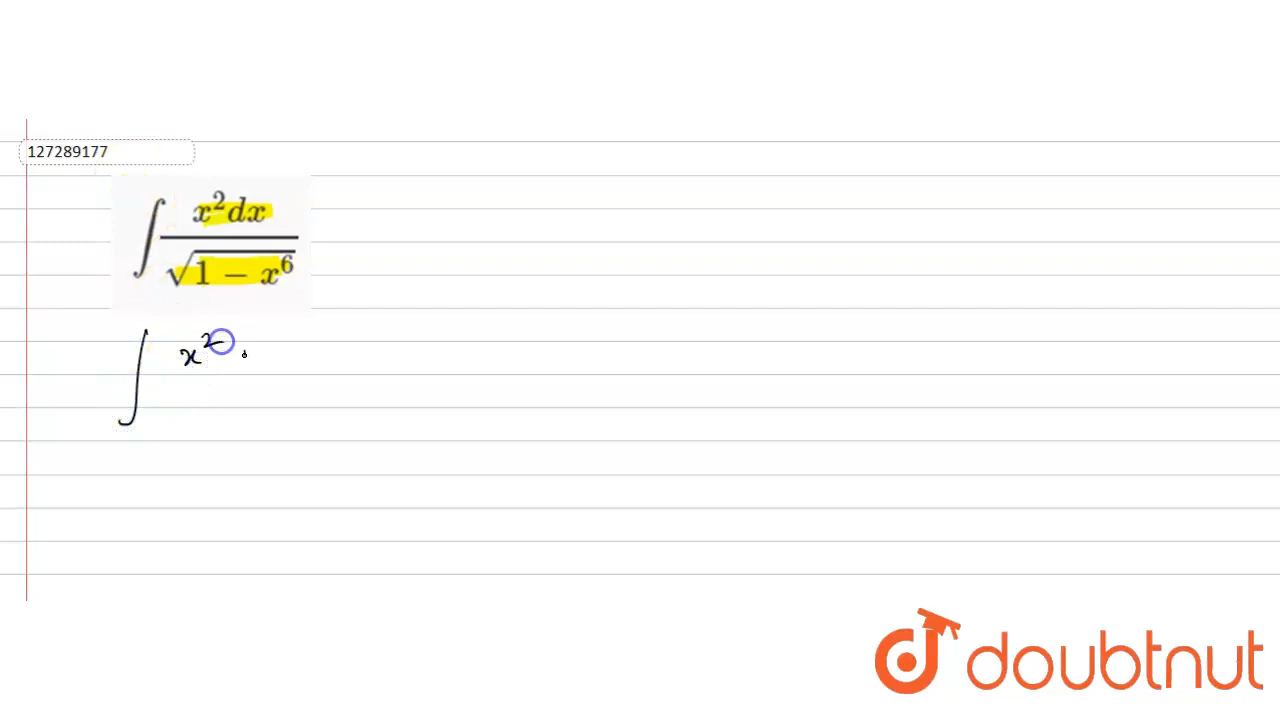 127289177
∫ x²dx / √(1 − x⁶)
∫ x²
doubtnut